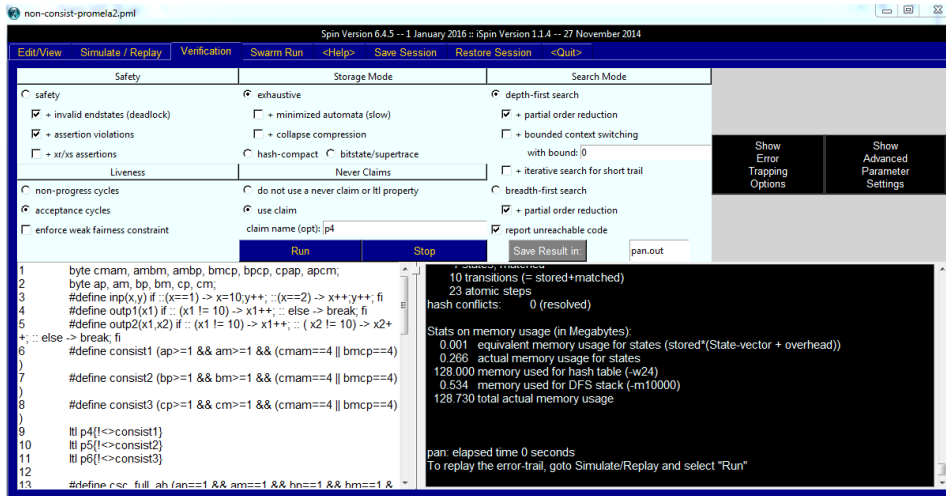 non-consist-promela2.pml
Spin Version 6.4.5 -- 1 January 2016 :: iSpin Version 1.1.4 -- 27 November 2014
Edit/View Simulate / Replay Verification Swarm Run <Help> Save Session Restore Session <Quit>
Safety Storage Mode Search Mode
safety exhaustive depth-first search
+ invalid endstates (deadlock) + minimized automata (slow) + partial order reduction
+ assertion violations + collapse compression + bounded context switching
+ xr/xs assertions hash-compact bitstate/supertrace with bound: 0
Liveness Never Claims + iterative search for short trail
non-progress cycles do not use a never claim or ltl property breadth-first search
acceptance cycles use claim + partial order reduction
enforce weak fairness constraint claim name (opt): p4 report unreachable code
Run Stop Save Result in: pan.out
Show Error Trapping Options
Show Advanced Parameter Settings
1 byte cmam, ambm, ambp, bmcp, bpcp, cpap, apcm;
2 byte ap, am, bp, bm, cp, cm;
3 #define inp(x,y) if ::(x==1) -> x=10;y++; ::(x==2) -> x++;y++; fi
4 #define outp1(x1) if :: (x1 != 10) -> x1++; :: else -> break; fi
5 #define outp2(x1,x2) if :: (x1 != 10) -> x1++; :: ( x2 != 10) -> x2+
+; :: else -> break; fi
6 #define consist1 (ap>=1 && am>=1 && (cmam==4 || bmcp==4)
)
7 #define consist2 (bp>=1 && bm>=1 && (cmam==4 || bmcp==4)
)
8 #define consist3 (cp>=1 && cm>=1 && (cmam==4 || bmcp==4)
)
9 ltl p4{!<>consist1}
10 ltl p5{!<>consist2}
11 ltl p6{!<>consist3}
12
13 #define csc_full_ab (ap==1 && am==1 && bp==1 && bm==1 &
states, matched
10 transitions (= stored+matched)
23 atomic steps
hash conflicts: 0 (resolved)
Stats on memory usage (in Megabytes):
0.001 equivalent memory usage for states (stored*(State-vector + overhead))
0.266 actual memory usage for states
128.000 memory used for hash table (-w24)
0.534 memory used for DFS stack (-m10000)
128.730 total actual memory usage
pan: elapsed time 0 seconds
To replay the error-trail, goto Simulate/Replay and select "Run"